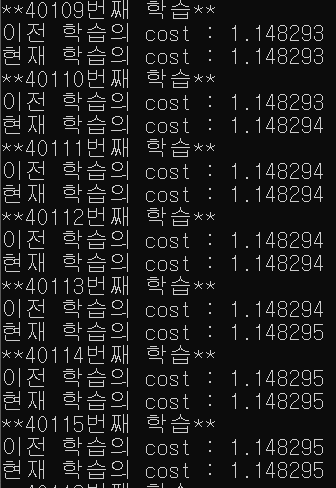 **40109번째 학습**
이전 학습의 cost : 1.148293
현재 학습의 cost : 1.148293
**40110번째 학습**
이전 학습의 cost : 1.148293
현재 학습의 cost : 1.148294
**40111번째 학습**
이전 학습의 cost : 1.148294
현재 학습의 cost : 1.148294
**40112번째 학습**
이전 학습의 cost : 1.148294
현재 학습의 cost : 1.148294
**40113번째 학습**
이전 학습의 cost : 1.148294
현재 학습의 cost : 1.148295
**40114번째 학습**
이전 학습의 cost : 1.148295
현재 학습의 cost : 1.148295
**40115번째 학습**
이전 학습의 cost : 1.148295
현재 학습의 cost : 1.148295